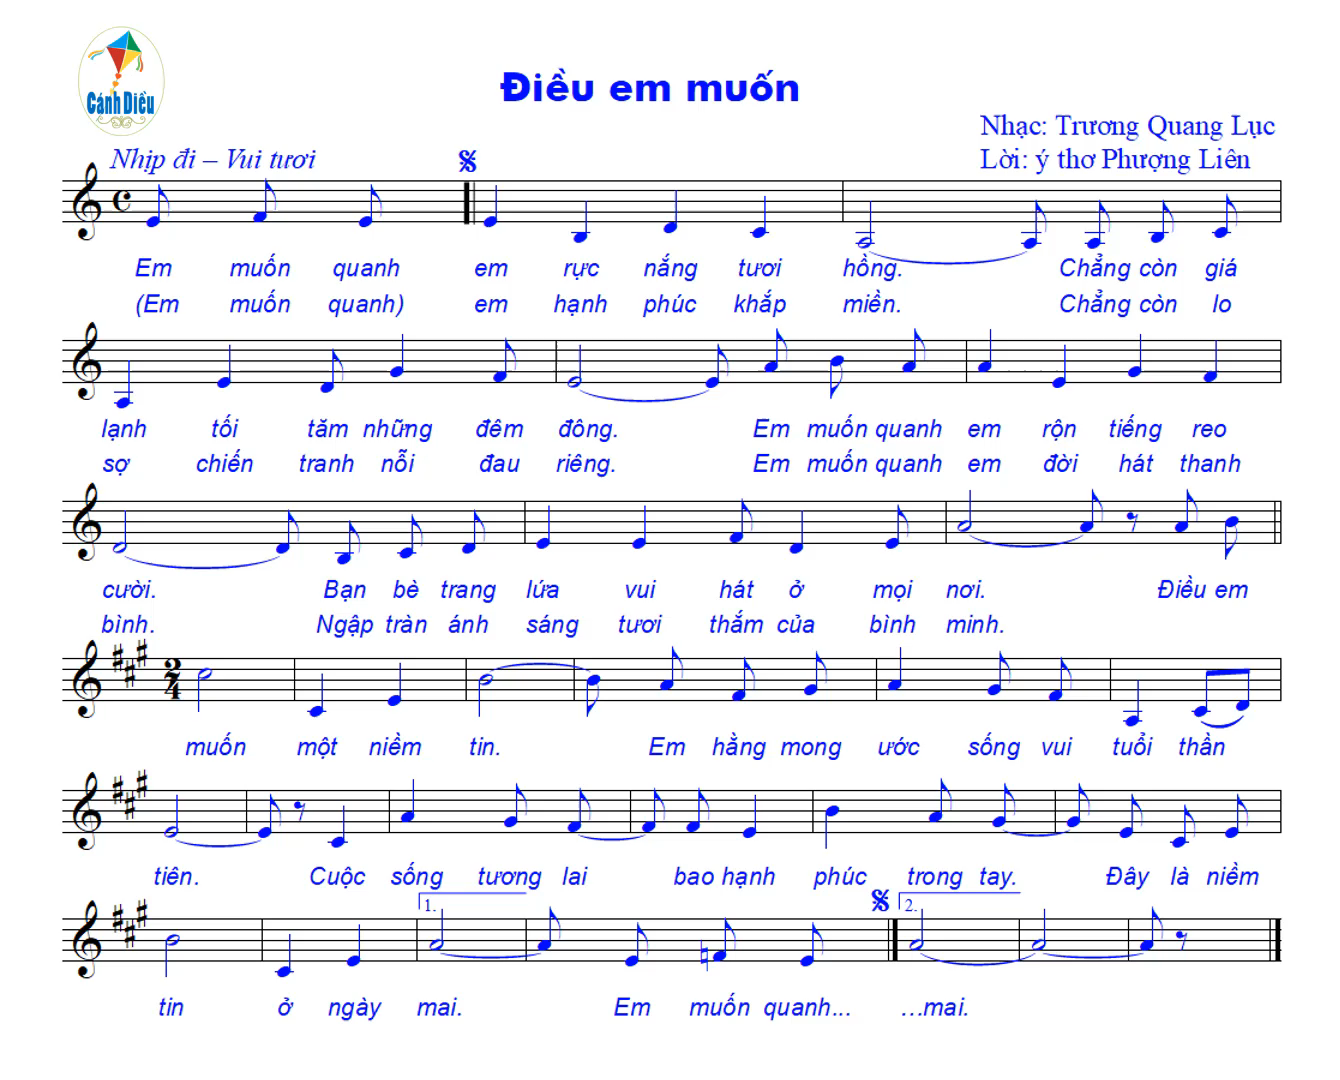 Cánh Diều
Điều em muốn
Nhạc: Trương Quang Lục
Nhịp đi – Vui tươi
Lời: ý thơ Phượng Liên
Em muốn quanh em rực nắng tươi hồng. Chẳng còn giá
(Em muốn quanh) em hạnh phúc khắp miền. Chẳng còn lo
lạnh tối tăm những đêm đông. Em muốn quanh em rộn tiếng reo
sợ chiến tranh nỗi đau riêng. Em muốn quanh em đời hát thanh
cười. Bạn bè trang lứa vui hát ở mọi nơi. Điều em
bình. Ngập tràn ánh sáng tươi thắm của bình minh.
2
4
muốn một niềm tin. Em hằng mong ước sống vui tuổi thần
tiên. Cuộc sống tương lai bao hạnh phúc trong tay. Đây là niềm
1. 2.
tin ở ngày mai. Em muốn quanh... ...mai.